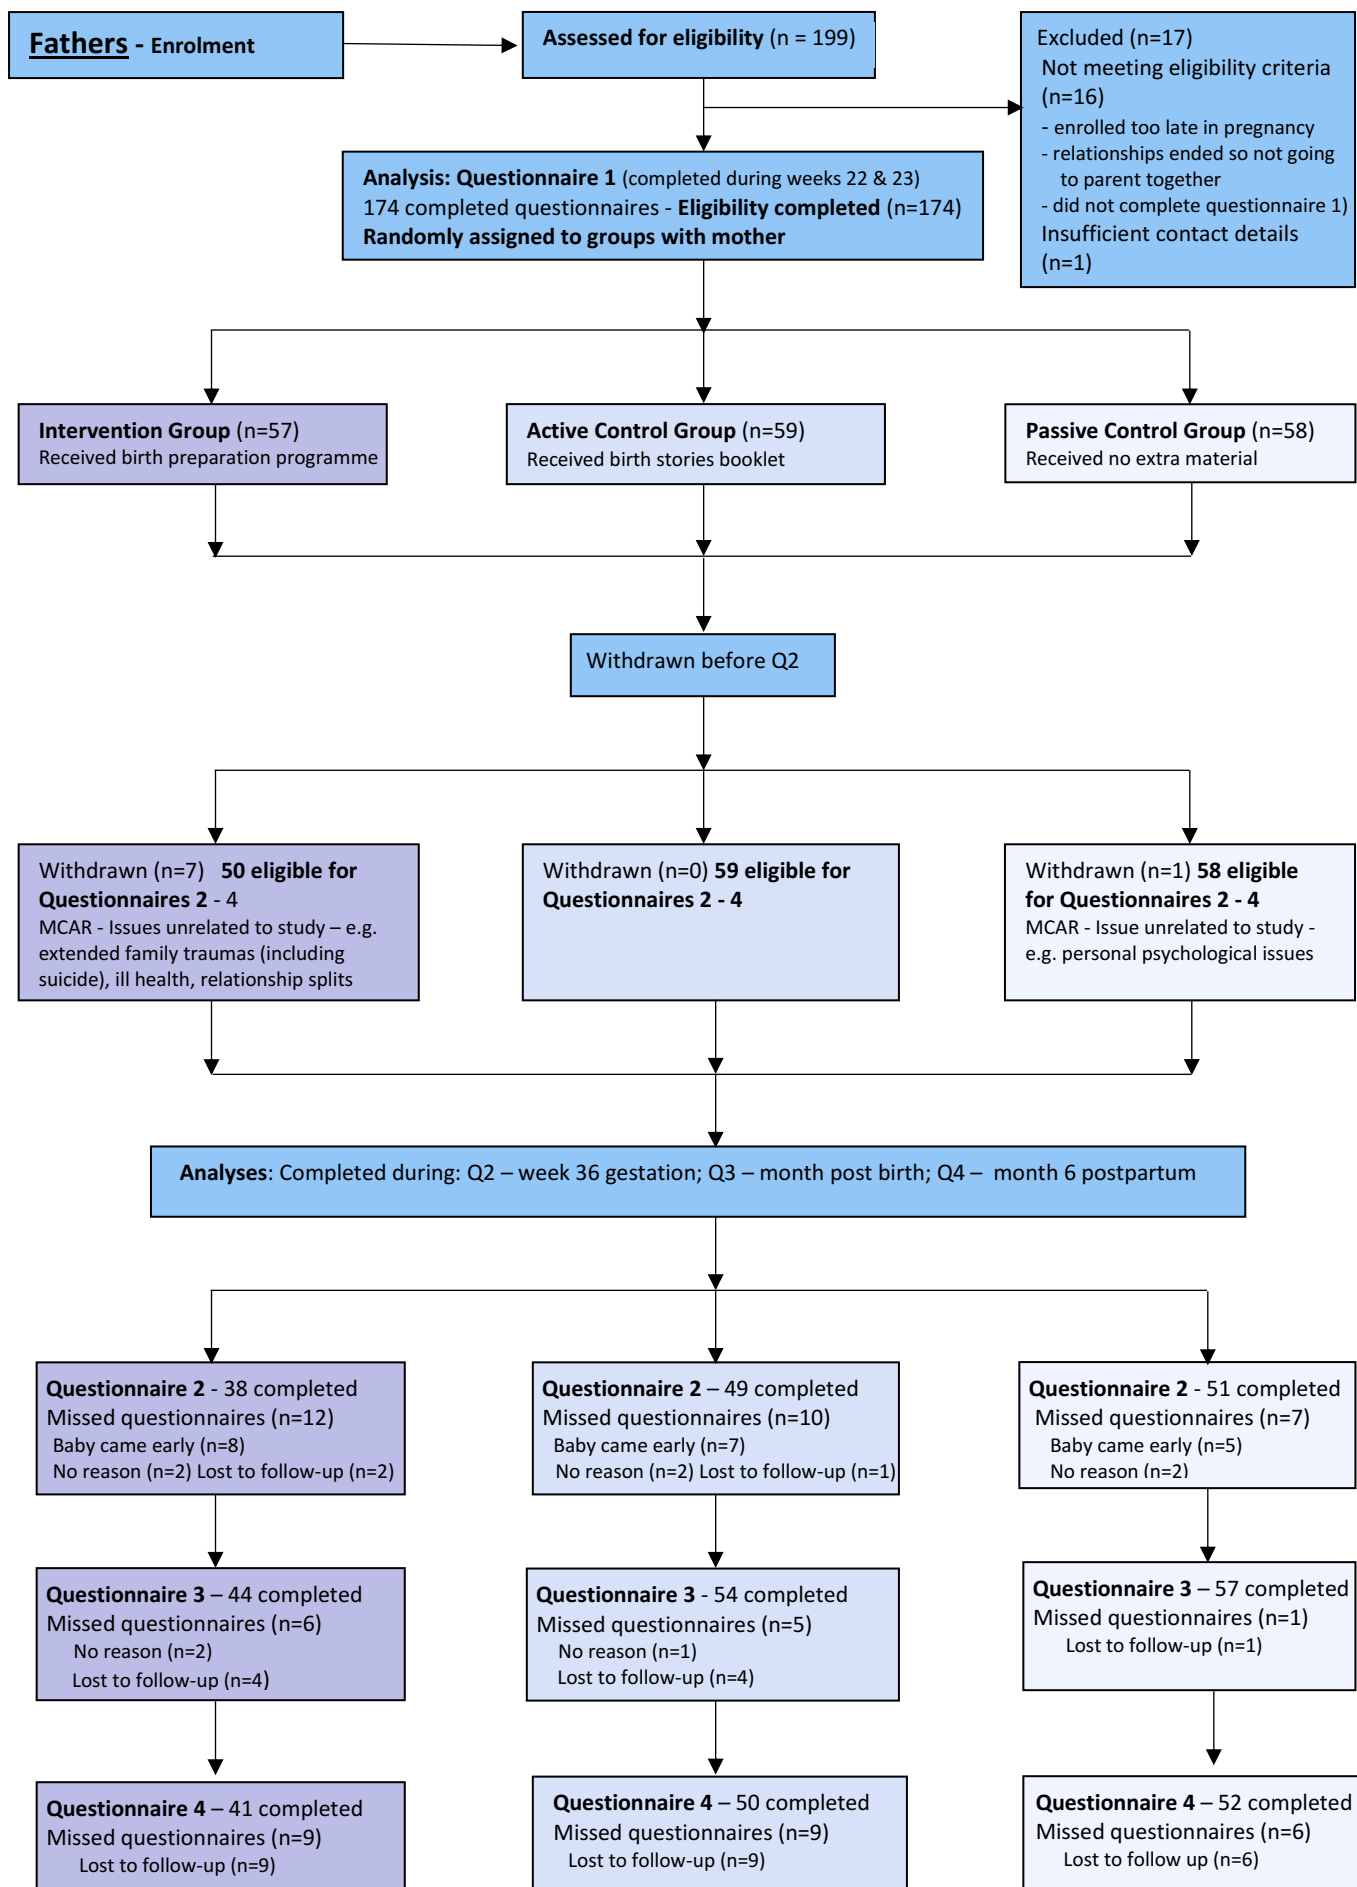 Fathers - Enrolment
Assessed for eligibility (n = 199)
Excluded (n=17)
Not meeting eligibility criteria
(n=16)
- enrolled too late in pregnancy
- relationships ended so not going
to parent together
- did not complete questionnaire 1)
Insufficient contact details
(n=1)
Analysis: Questionnaire 1 (completed during weeks 22 & 23)
174 completed questionnaires - Eligibility completed (n=174)
Randomly assigned to groups with mother
Intervention Group (n=57)
Received birth preparation programme
Active Control Group (n=59)
Received birth stories booklet
Passive Control Group (n=58)
Received no extra material
Withdrawn before Q2
Withdrawn (n=7) 50 eligible for
Questionnaires 2 - 4
MCAR - Issues unrelated to study – e.g.
extended family traumas (including
suicide), ill health, relationship splits
Withdrawn (n=0) 59 eligible for
Questionnaires 2 - 4
Withdrawn (n=1) 58 eligible
for Questionnaires 2 - 4
MCAR - Issue unrelated to study -
e.g. personal psychological issues
Analyses: Completed during: Q2 – week 36 gestation; Q3 – month post birth; Q4 – month 6 postpartum
Questionnaire 2 - 38 completed
Missed questionnaires (n=12)
Baby came early (n=8)
No reason (n=2) Lost to follow-up (n=2)
Questionnaire 2 – 49 completed
Missed questionnaires (n=10)
Baby came early (n=7)
No reason (n=2) Lost to follow-up (n=1)
Questionnaire 2 - 51 completed
Missed questionnaires (n=7)
Baby came early (n=5)
No reason (n=2)
Questionnaire 3 – 44 completed
Missed questionnaires (n=6)
No reason (n=2)
Lost to follow-up (n=4)
Questionnaire 3 - 54 completed
Missed questionnaires (n=5)
No reason (n=1)
Lost to follow-up (n=4)
Questionnaire 3 – 57 completed
Missed questionnaires (n=1)
Lost to follow-up (n=1)
Questionnaire 4 – 41 completed
Missed questionnaires (n=9)
Lost to follow-up (n=9)
Questionnaire 4 – 50 completed
Missed questionnaires (n=9)
Lost to follow-up (n=9)
Questionnaire 4 – 52 completed
Missed questionnaires (n=6)
Lost to follow up (n=6)